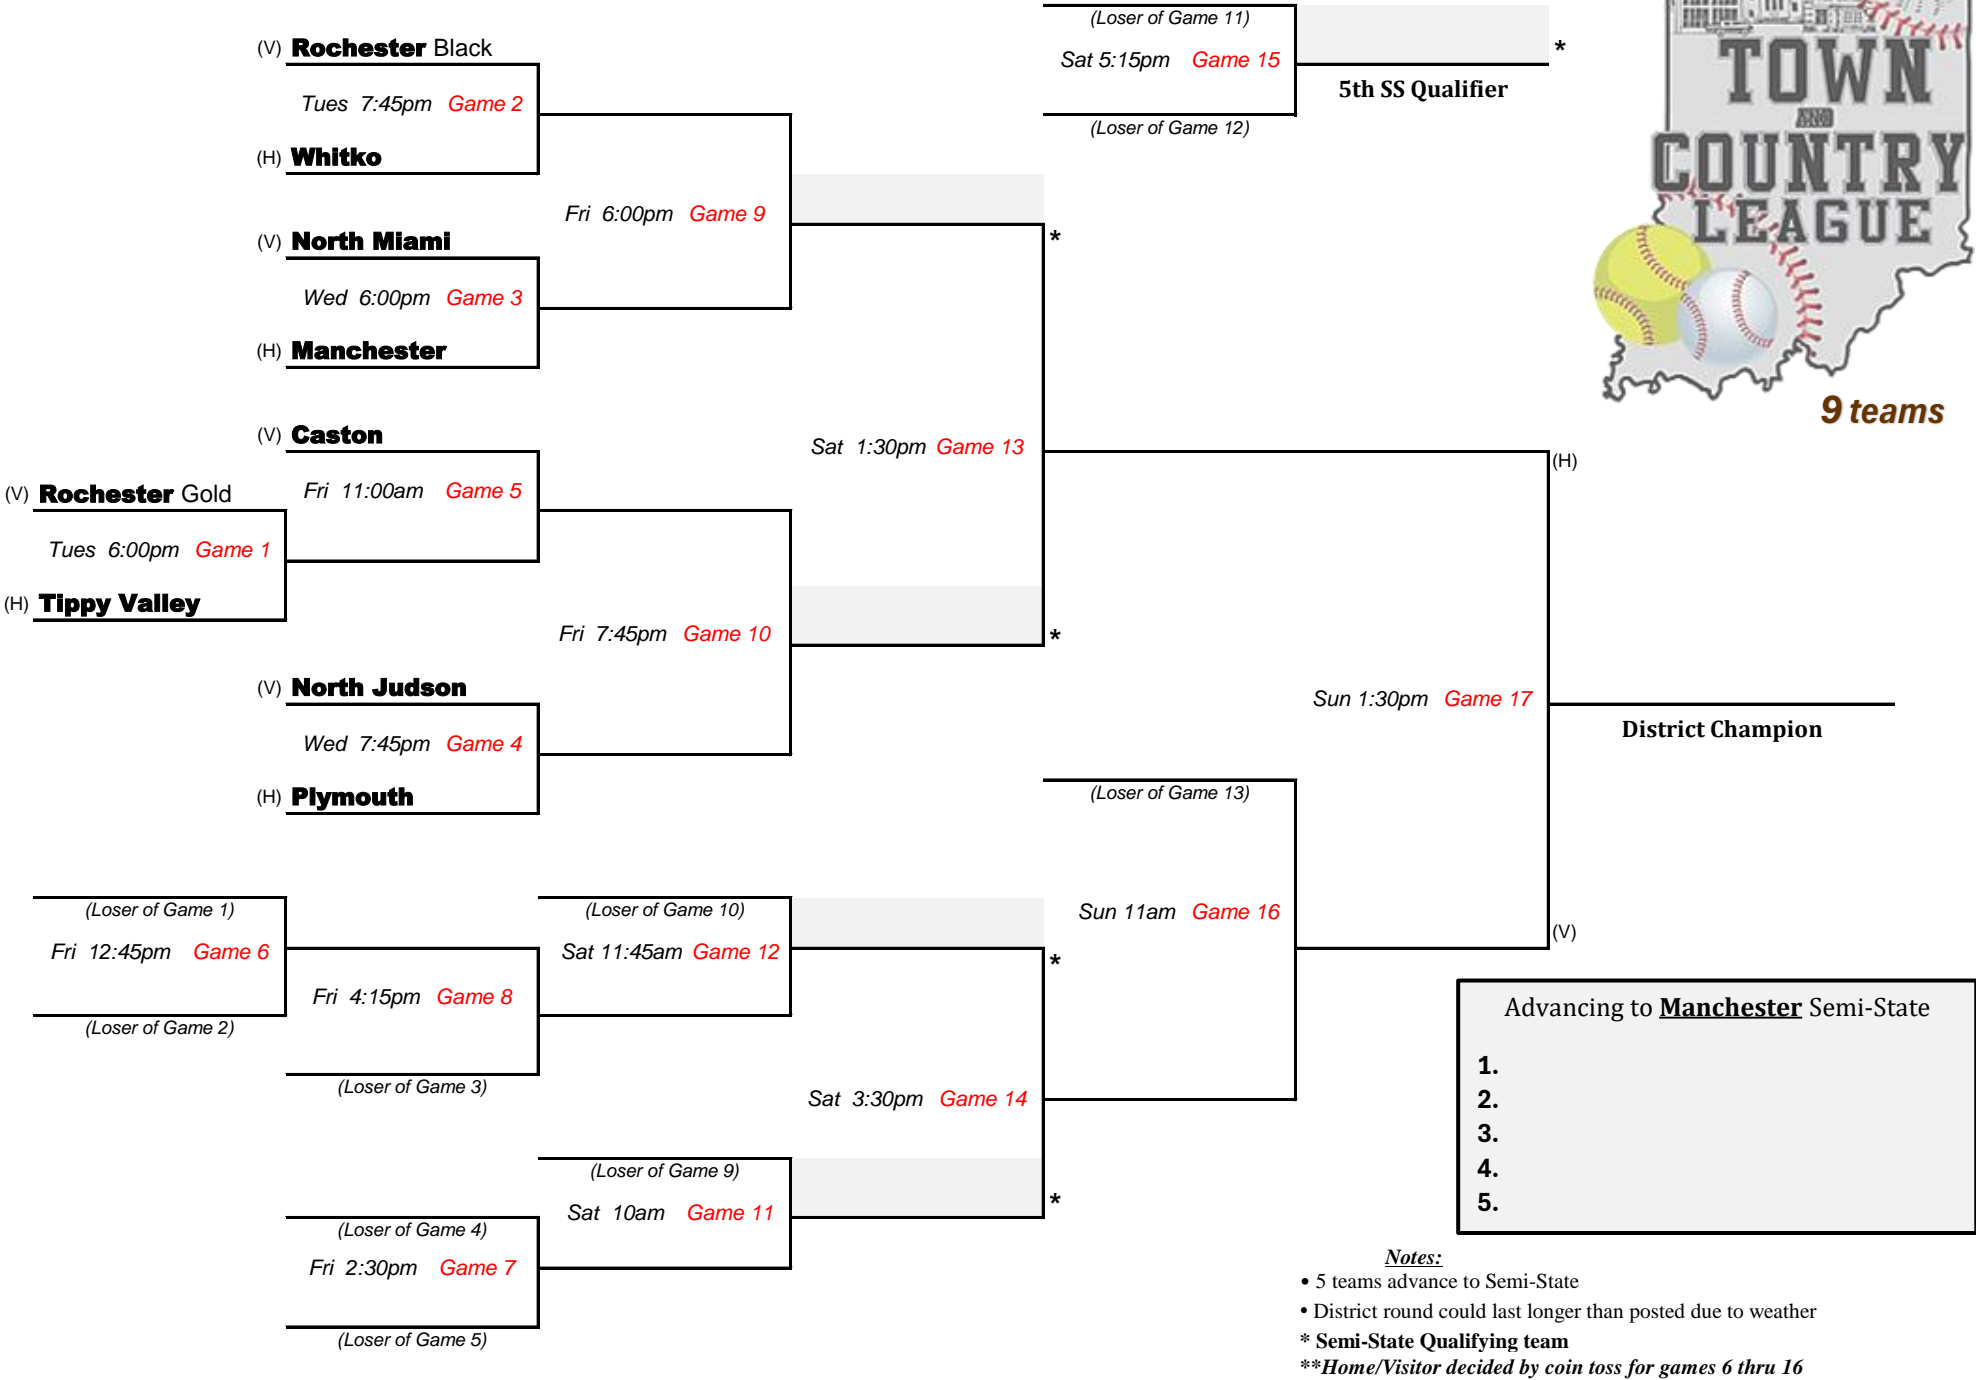 (Loser of Game 11)
(V) Rochester Black
*
Sat 5:15pm Game 15
5th SS Qualifier
Tues 7:45pm Game 2
(Loser of Game 12)
(H) Whitko
TOWN
AND
COUNTRY
LEAGUE
9 teams
Fri 6:00pm Game 9
*
(V) North Miami
Wed 6:00pm Game 3
(H) Manchester
(V) Caston
Sat 1:30pm Game 13
(H)
(V) Rochester Gold
Fri 11:00am Game 5
Tues 6:00pm Game 1
(H) Tippy Valley
Fri 7:45pm Game 10
*
(V) North Judson
Sun 1:30pm Game 17
District Champion
Wed 7:45pm Game 4
(H) Plymouth
(Loser of Game 13)
(Loser of Game 1)
(Loser of Game 10)
Sun 11am Game 16
(V)
Fri 12:45pm Game 6
Sat 11:45am Game 12
*
Fri 4:15pm Game 8
(Loser of Game 2)
(Loser of Game 3)
Sat 3:30pm Game 14
(Loser of Game 9)
Sat 10am Game 11
*
(Loser of Game 4)
Fri 2:30pm Game 7
(Loser of Game 5)
Advancing to Manchester Semi-State
1.
2.
3.
4.
5.
Notes:
• 5 teams advance to Semi-State
• District round could last longer than posted due to weather
* Semi-State Qualifying team
**Home/Visitor decided by coin toss for games 6 thru 16